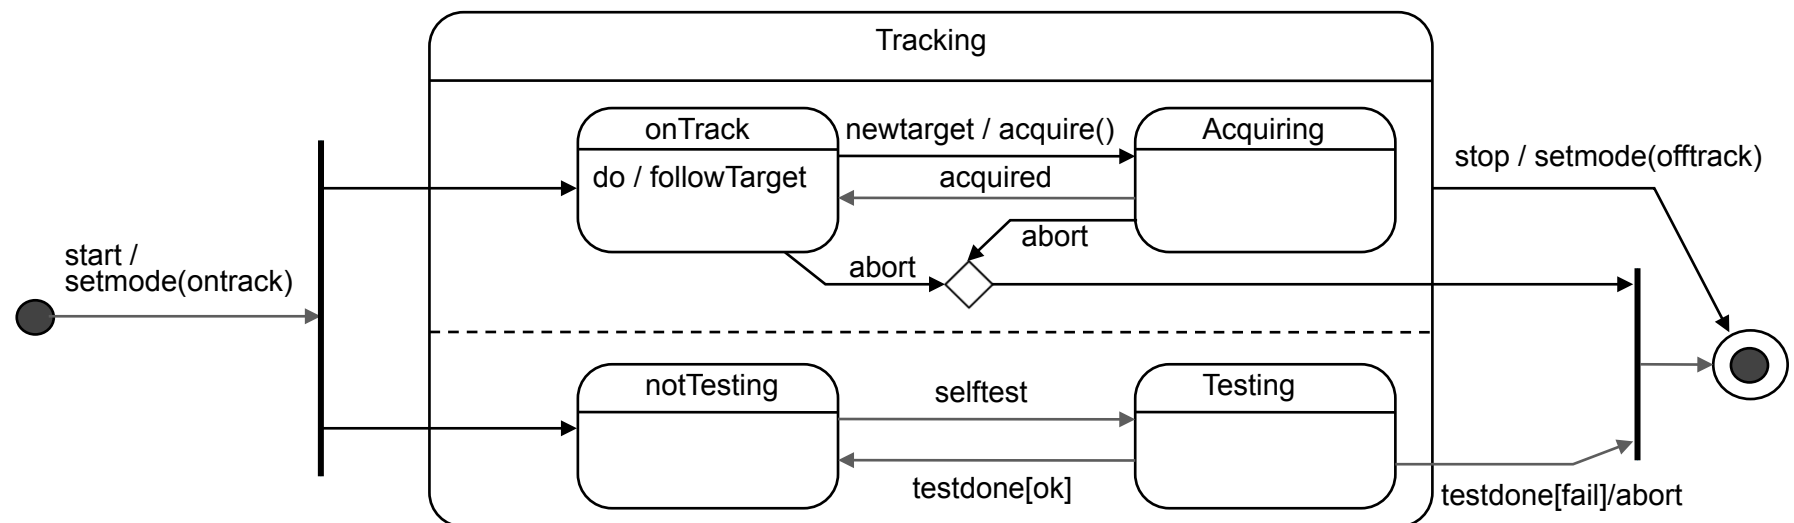 Tracking
onTrack
newtarget / acquire()
Acquiring
do / followTarget
acquired
stop / setmode(offtrack)
abort
abort
start /
setmode(ontrack)
notTesting
selftest
Testing
testdone[ok]
testdone[fail]/abort